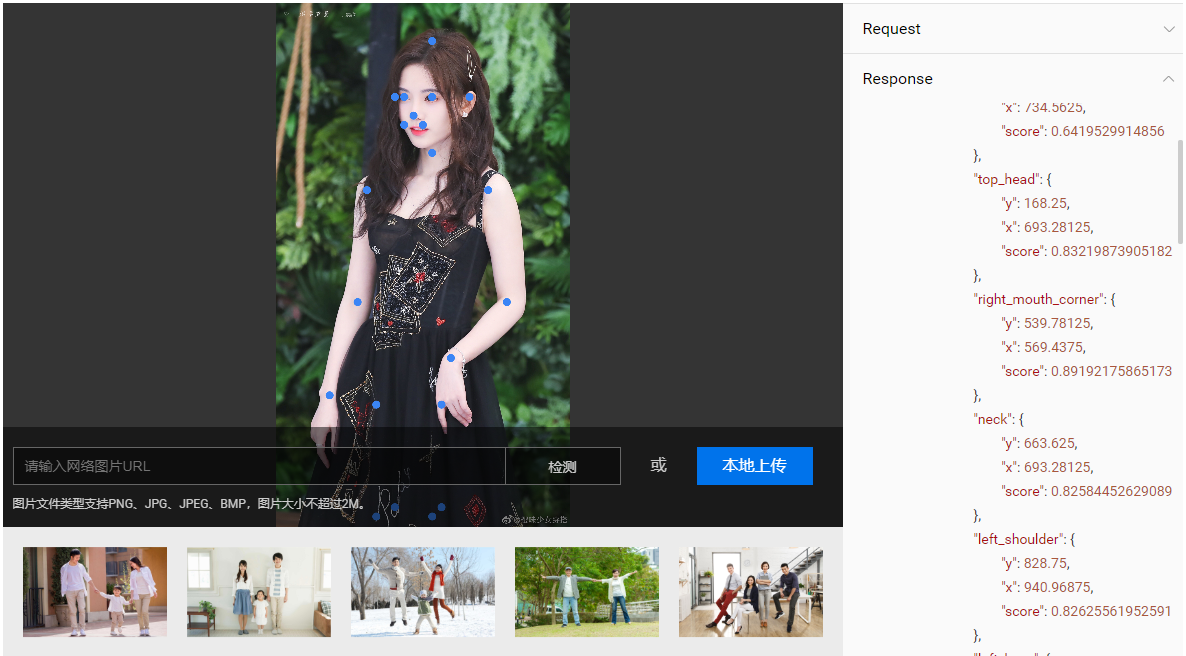 Request
Response
"x": 734.5625,
"score": 0.6419529914856
},
"top_head": {
"y": 168.25,
"x": 693.28125,
"score": 0.83219873905182
},
"right_mouth_corner": {
"y": 539.78125,
"x": 569.4375,
"score": 0.89192175865173
},
"neck": {
"y": 663.625,
"x": 693.28125,
"score": 0.82584452629089
},
"left_shoulder": {
"y": 828.75,
"x": 940.96875,
"score": 0.82625561952591
},
请输入网络图片URL
检测
或
本地上传
图片文件类型支持PNG、JPG、JPEG、BMP，图片大小不超过2M。